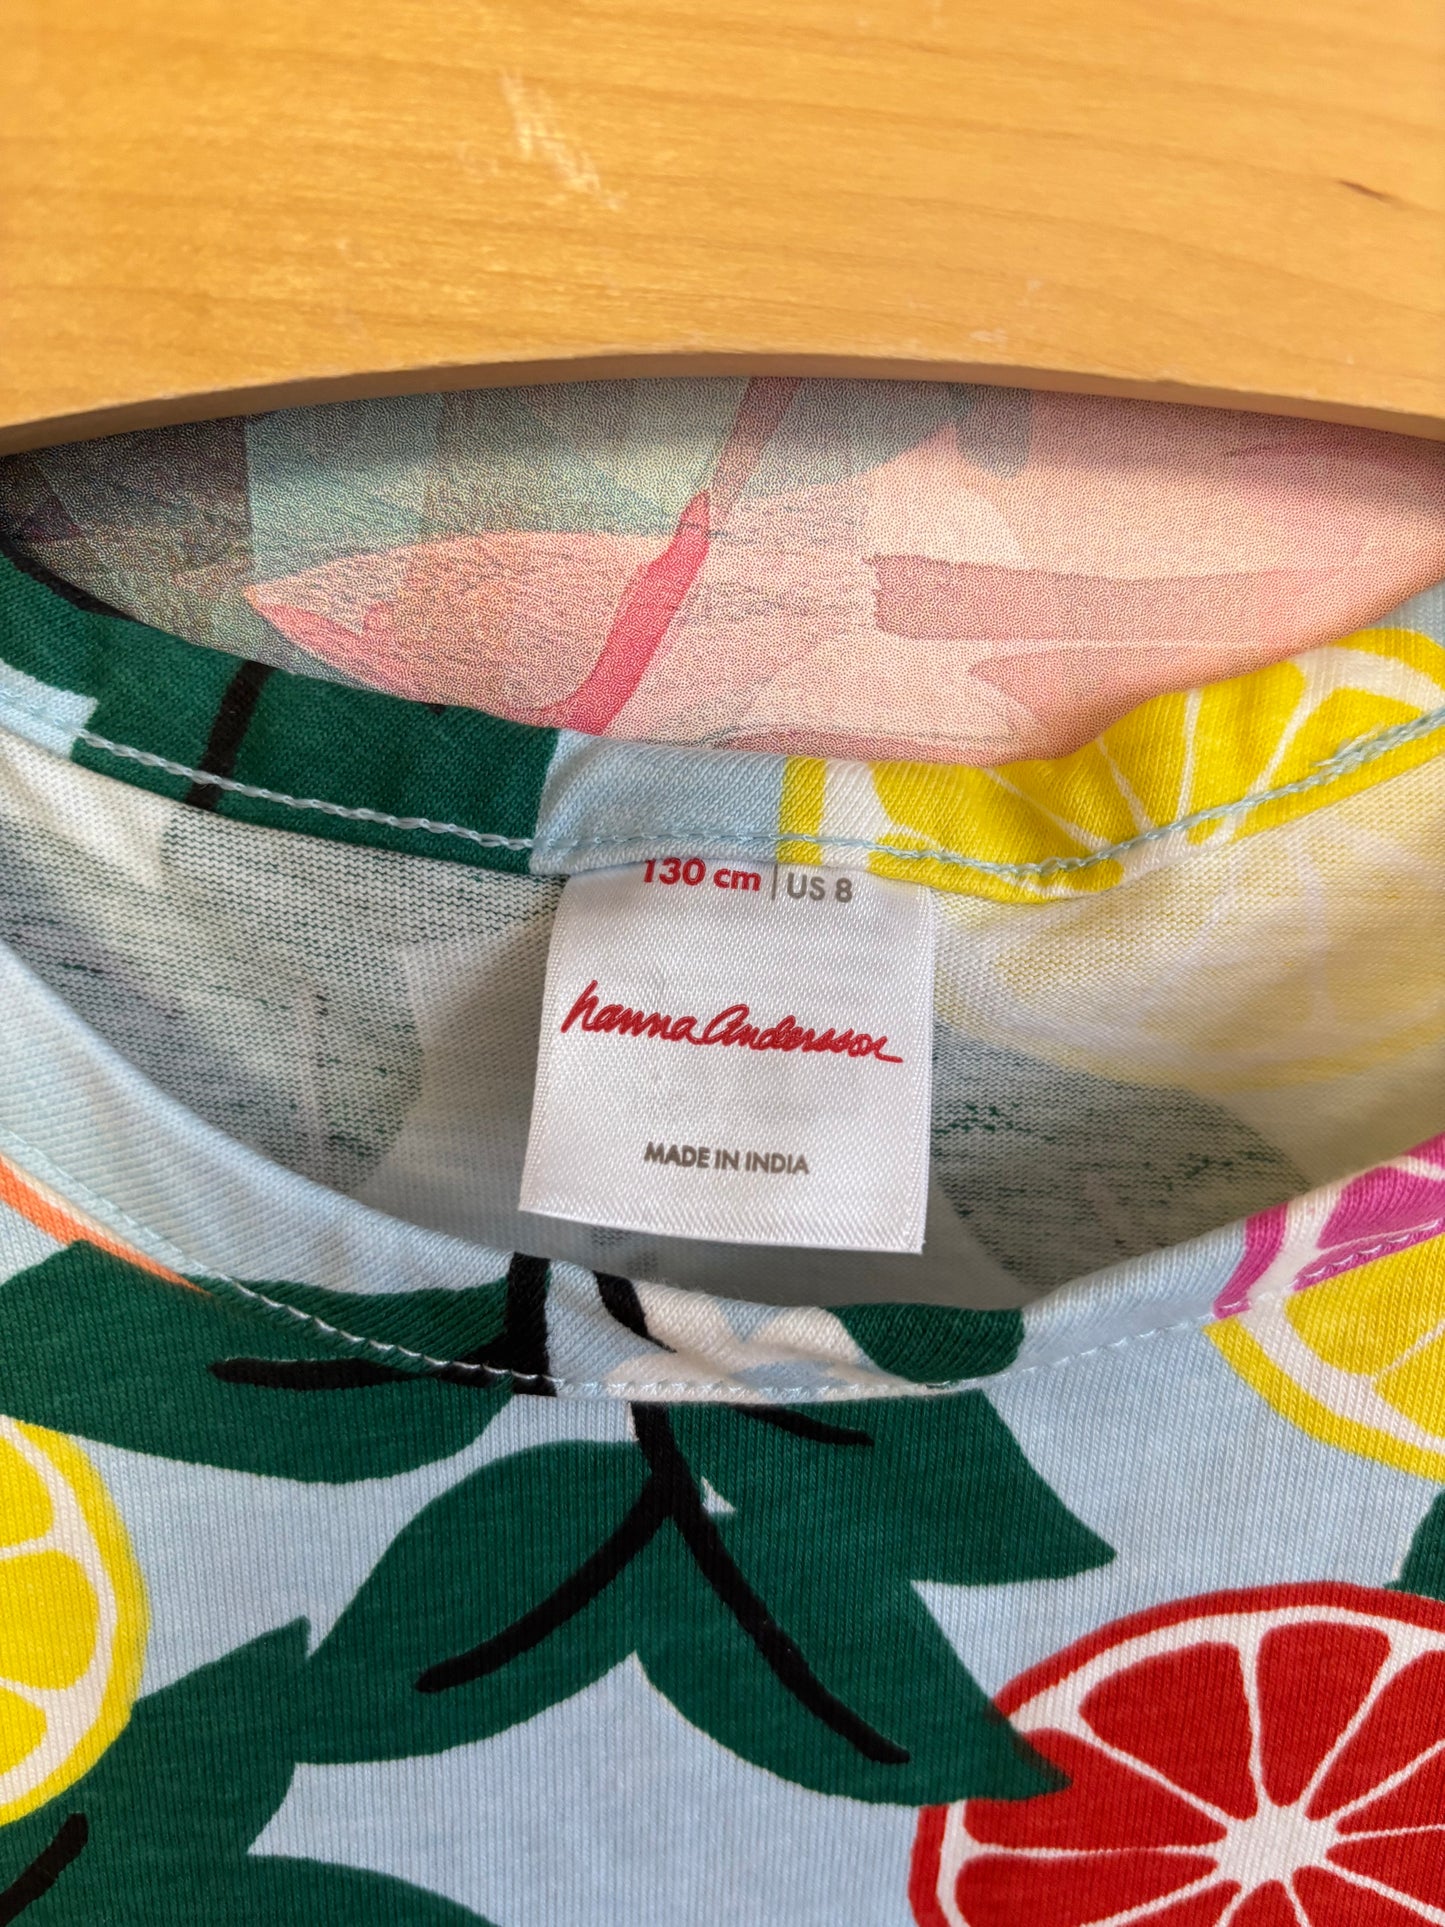 130 cm | US 8
hanna andersson
MADE IN INDIA